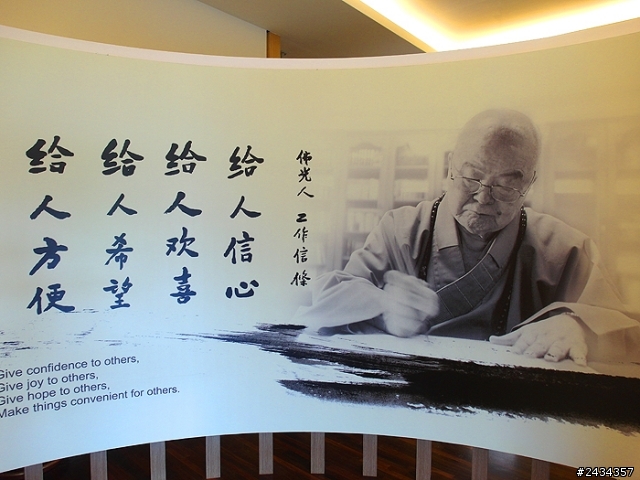 佛光人 工作信條
给人信心
给人欢喜
给人希望
给人方便
Give confidence to others,
Give joy to others,
Give hope to others,
Make things convenient for others.
#2434357